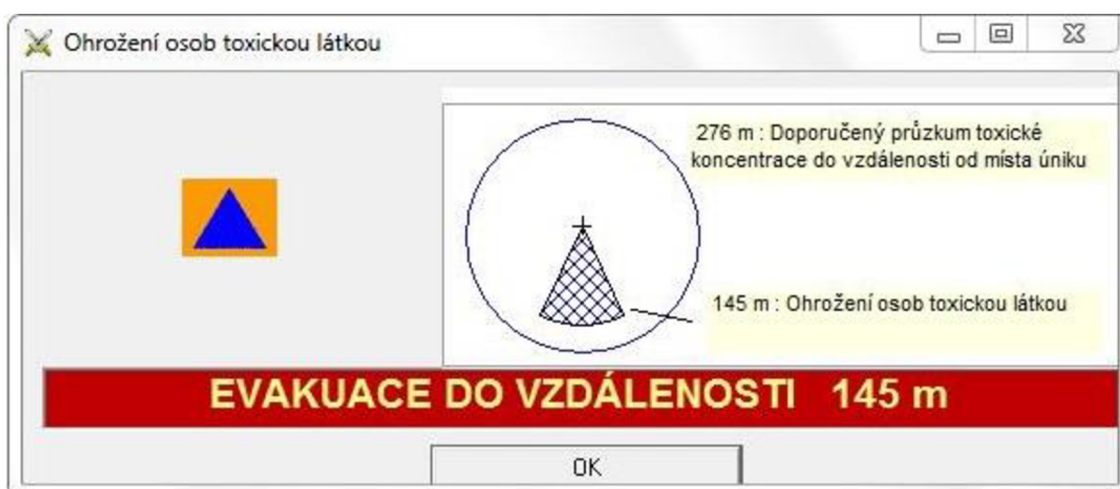 Ohrožení osob toxickou látkou
276 m : Doporučený průzkum toxické
koncentrace do vzdálenosti od místa úniku
145 m : Ohrožení osob toxickou látkou
EVAKUACE DO VZDÁLENOSTI 145 m
OK